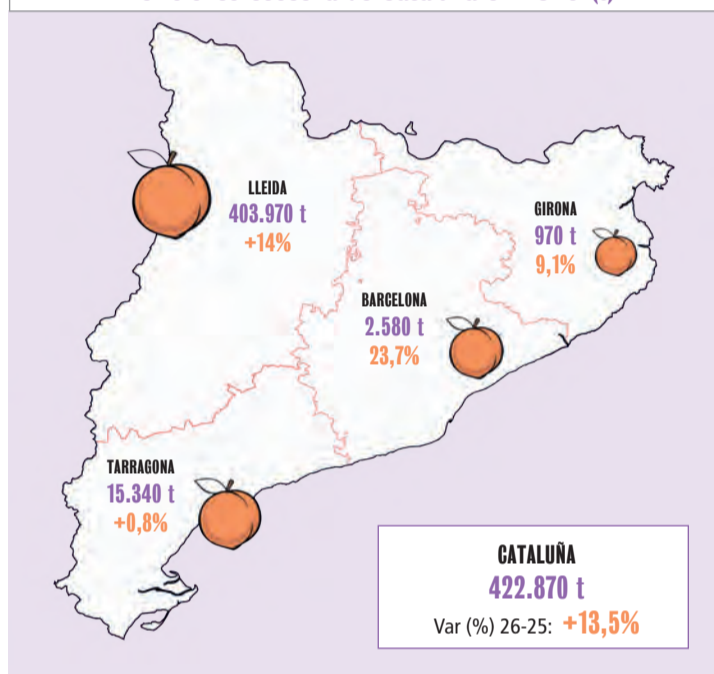 LLEIDA
403.970 t
+14%
GIRONA
970 t
9,1%
BARCELONA
2.580 t
23,7%
TARRAGONA
15.340 t
+0,8%
CATALUÑA
422.870 t
Var (%) 26-25: +13,5%